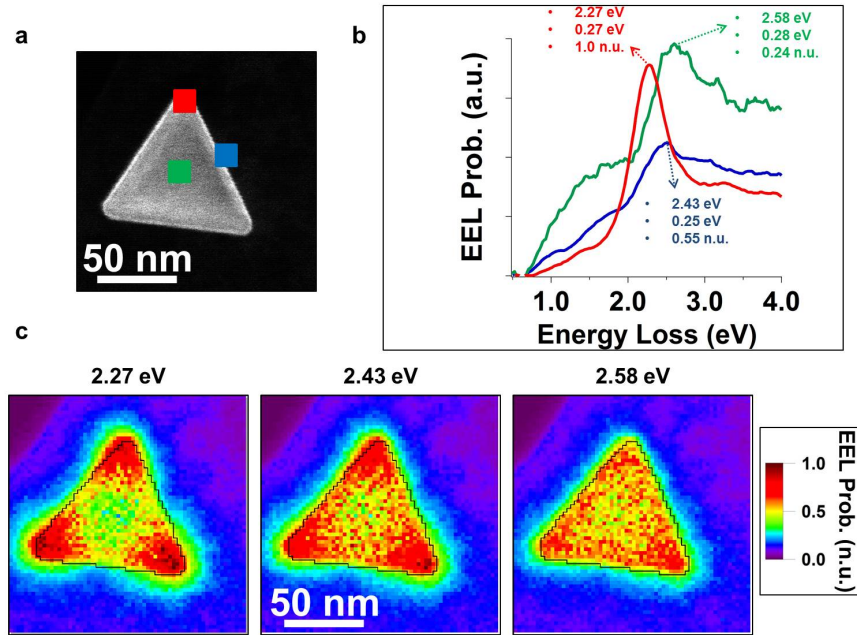 a
50 nm
b
• 2.27 eV
• 0.27 eV
• 1.0 n.u.
• 2.58 eV
• 0.28 eV
• 0.24 n.u.
• 2.43 eV
• 0.25 eV
• 0.55 n.u.
EEL Prob. (a.u.)
1.0 2.0 3.0 4.0
Energy Loss (eV)
c
2.27 eV 2.43 eV 2.58 eV
50 nm
1.0
0.5
0.0
EEL Prob. (n.u.)